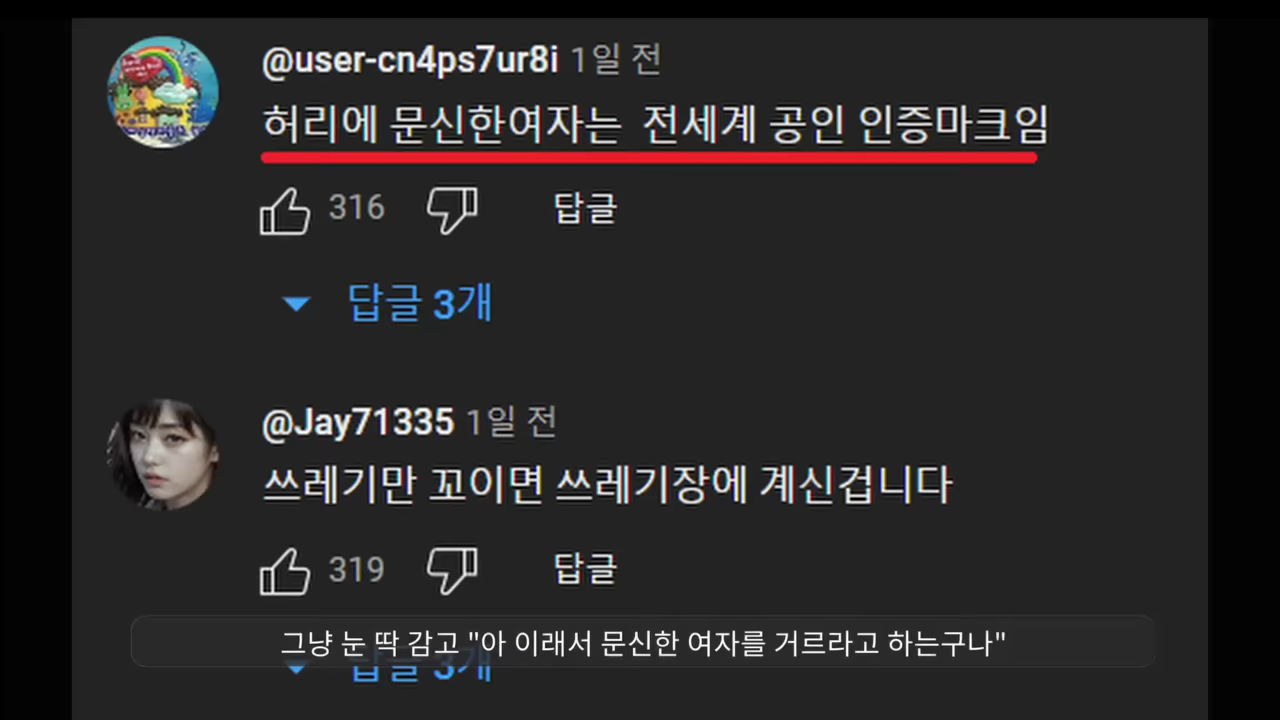 @user-cn4ps7ur8i 1일 전
허리에 문신한여자는 전세계 공인 인증마크임
316 답글
답글 3개
@Jay71335 1일 전
쓰레기만 꼬이면 쓰레기장에 계신겁니다
319 답글
그냥 눈 딱 감고 "아 이래서 문신한 여자를 거르라고 하는구나"
답글 3개